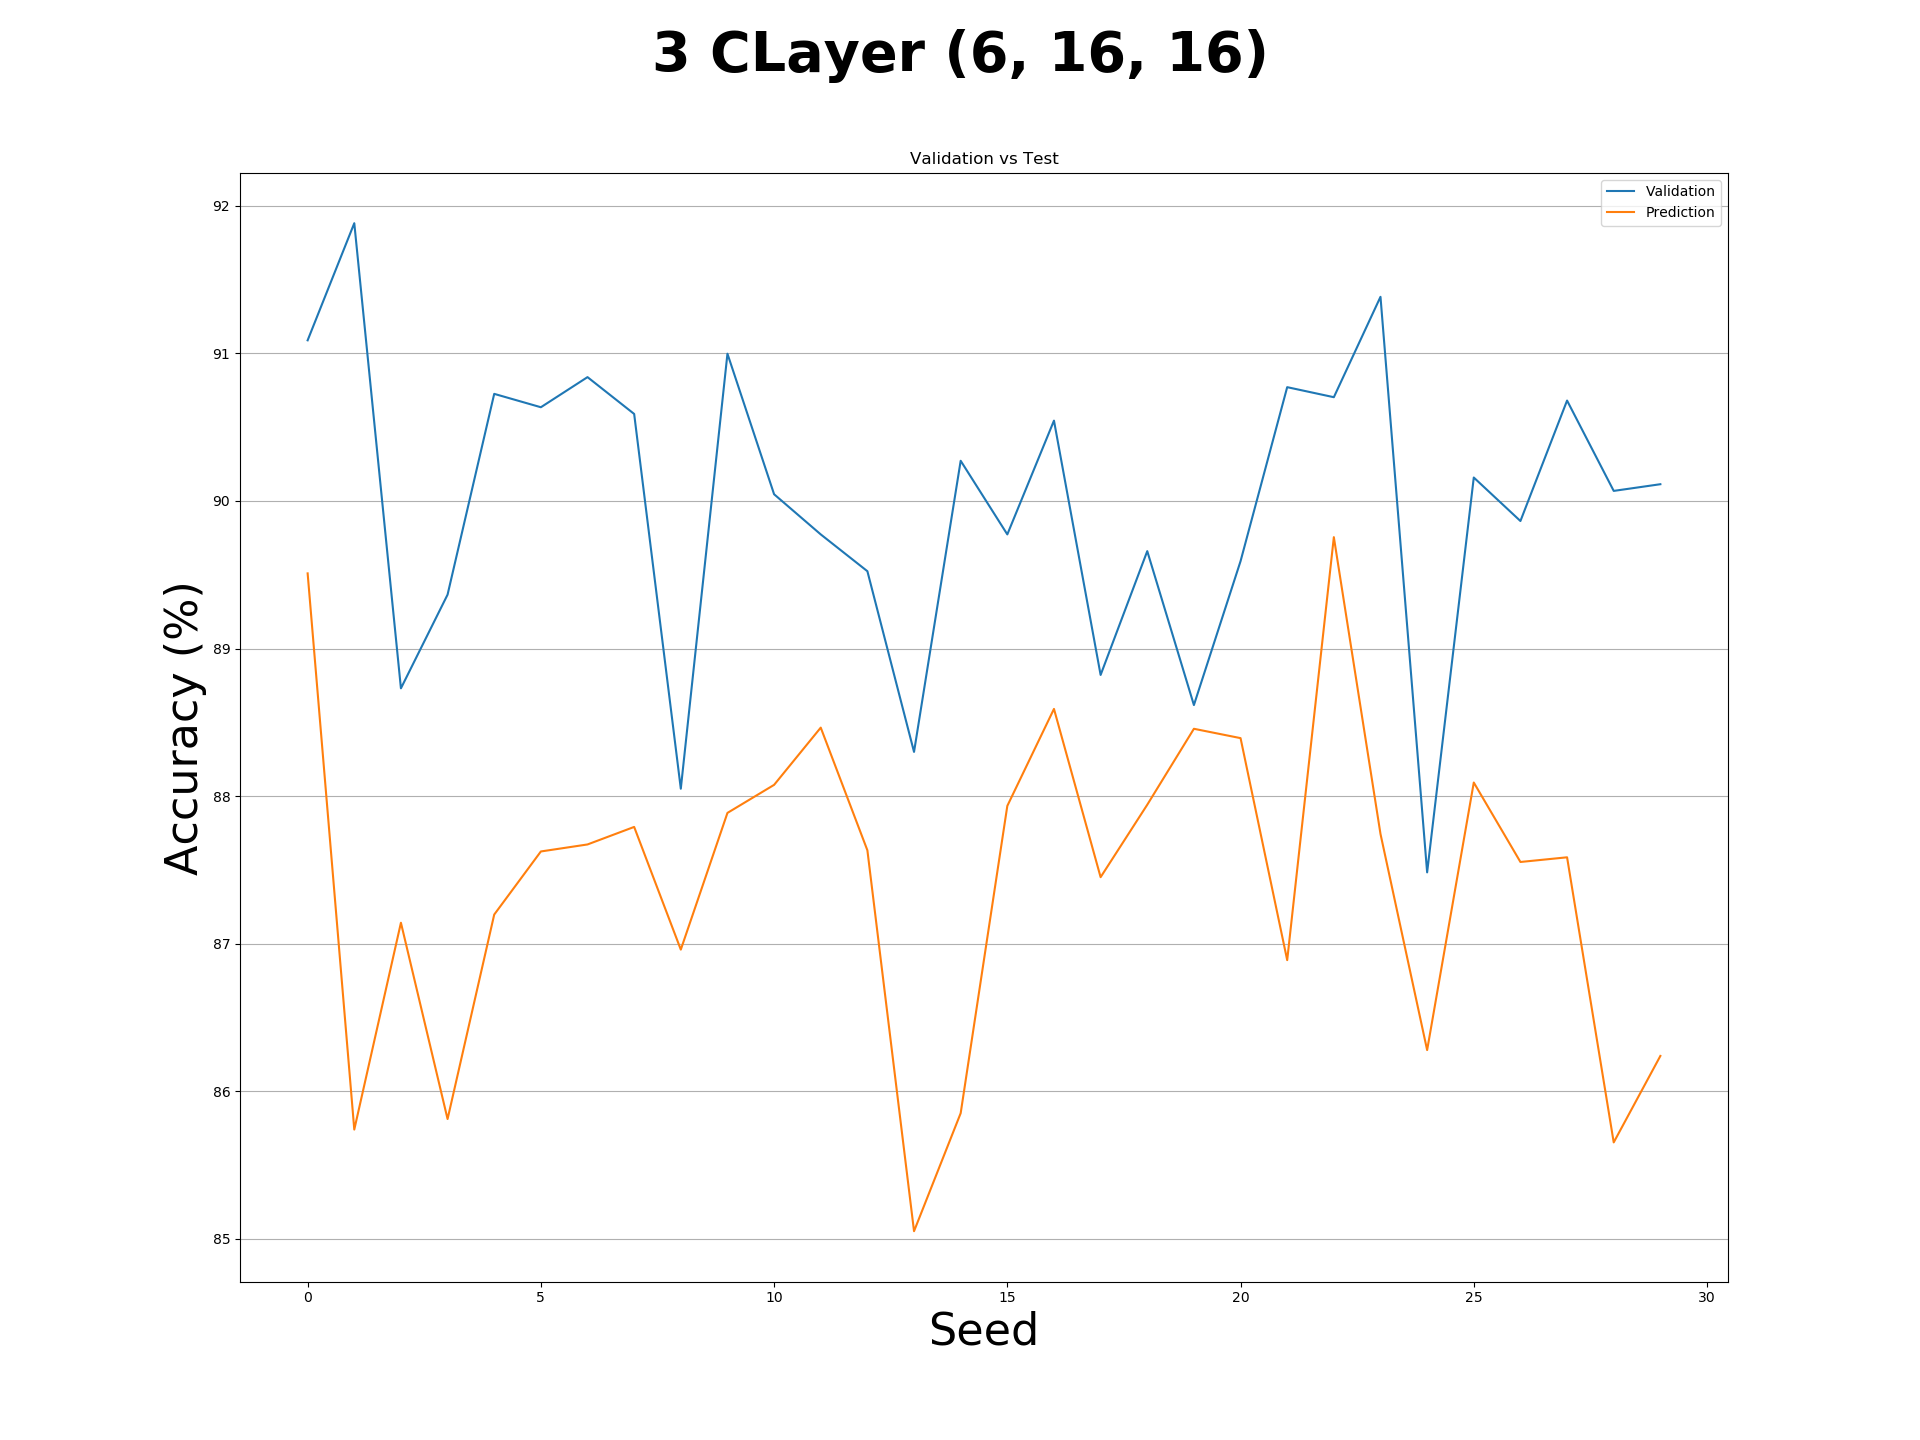 3 CLayer (6, 16, 16)
Validation vs Test
Validation
Prediction
92
91
90
89
88
87
86
85
Accuracy (%)
0 5 10 15 20 25 30
Seed